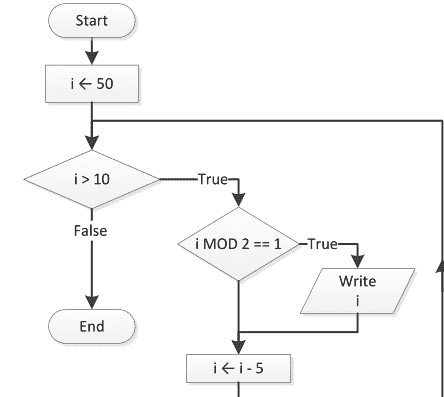 Start
i ← 50
i > 10
True
False
i MOD 2 == 1
True
Write
i
End
i ← i - 5